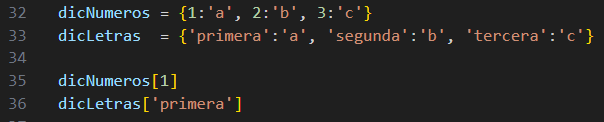 32 dicNumeros = {1:'a', 2:'b', 3:'c'}
33 dicLetras  = {'primera':'a', 'segunda':'b', 'tercera':'c'}
34
35 dicNumeros[1]
36 dicLetras['primera']